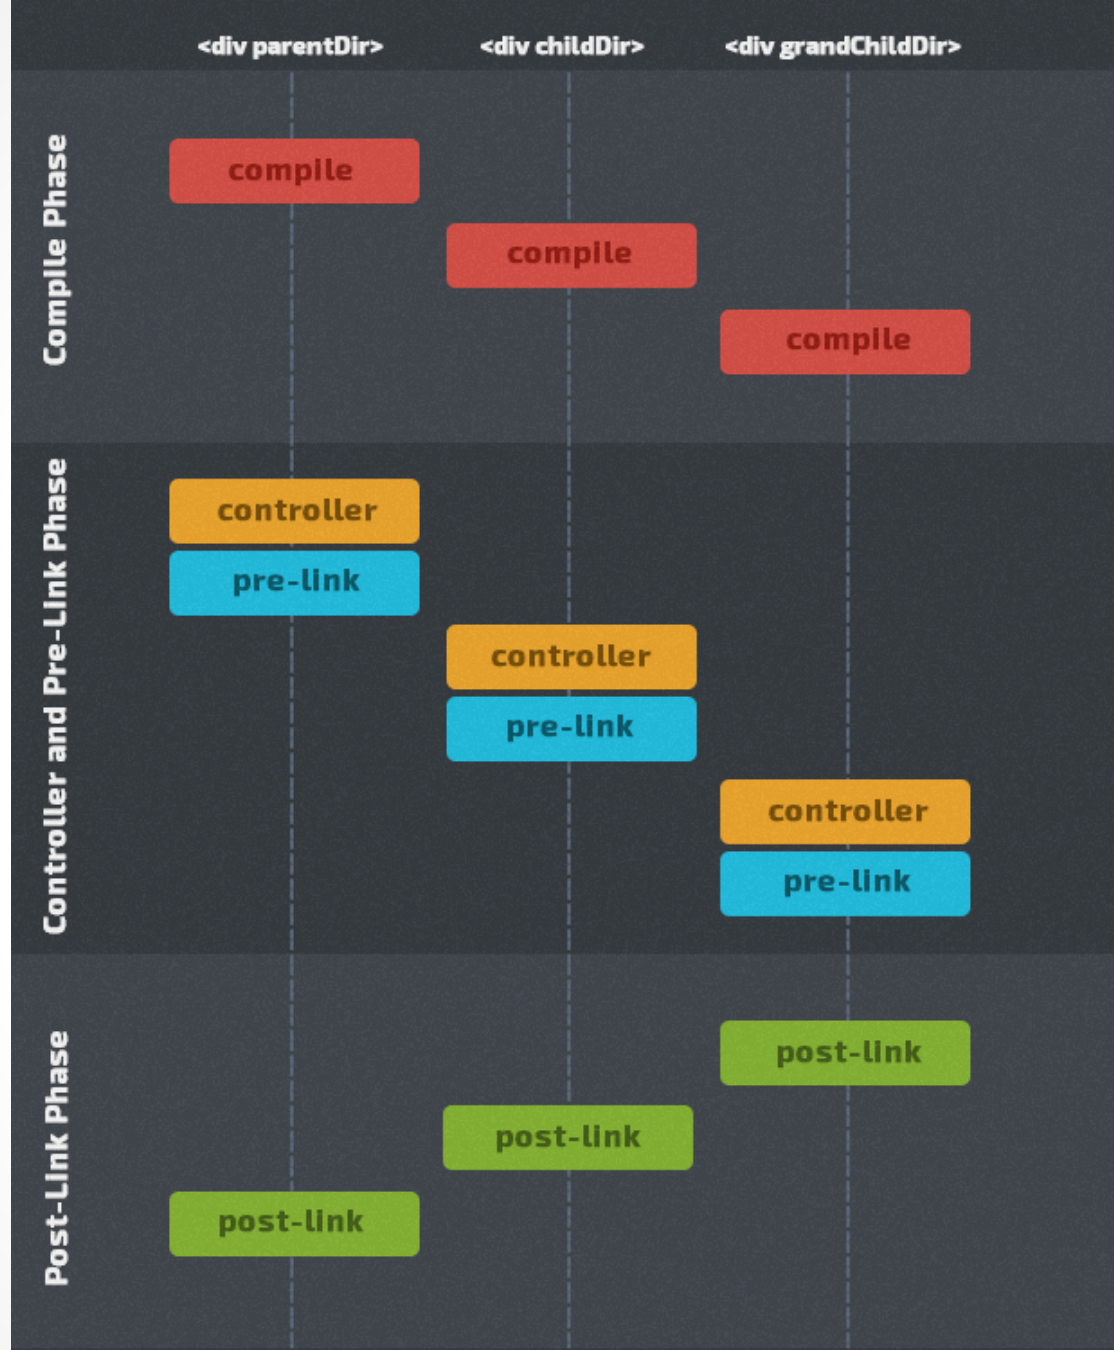 <div parentDir>
<div childDir>
<div grandChildDir>
Compile Phase
compile
compile
compile
Controller and Pre-Link Phase
controller
pre-link
controller
pre-link
controller
pre-link
Post-Link Phase
post-link
post-link
post-link